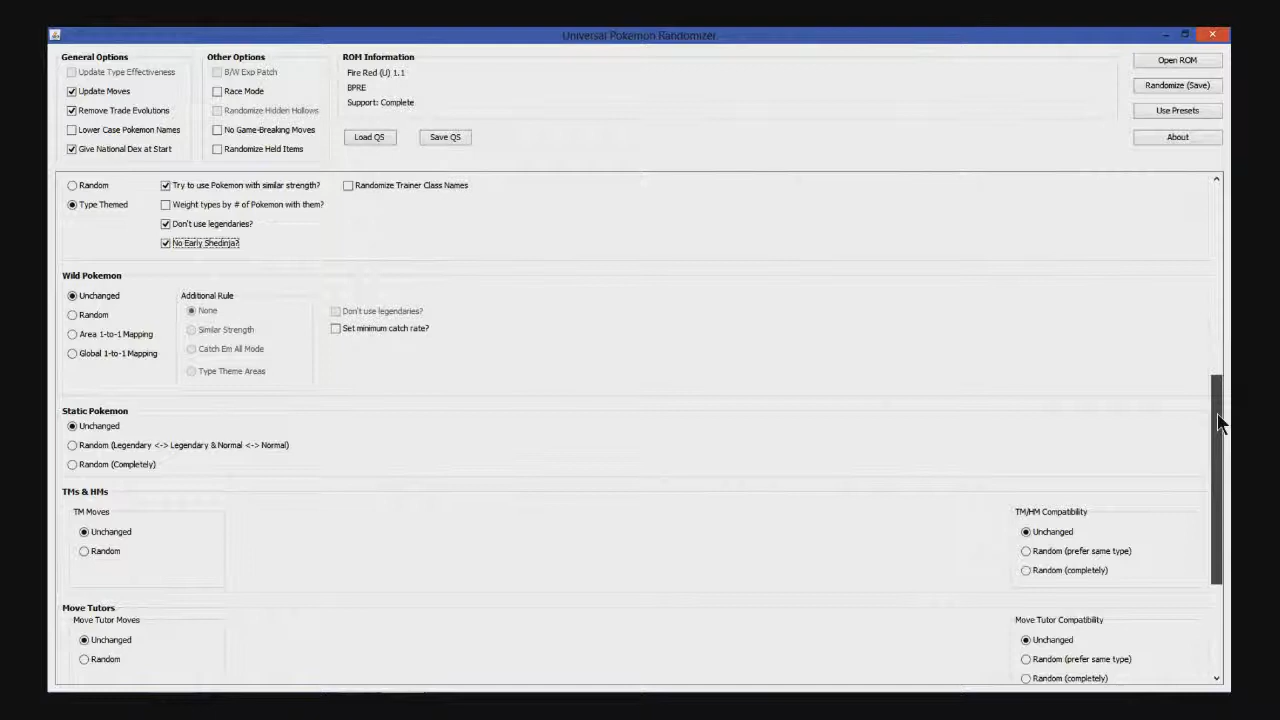 Universal Pokemon Randomizer
General Options
Update Type Effectiveness
Update Moves
Remove Trade Evolutions
Lower Case Pokemon Names
Give National Dex at Start
Other Options
B/W Exp Patch
Race Mode
Randomize Hidden Hollows
No Game-Breaking Moves
Randomize Held Items
ROM Information
Fire Red (U) 1.1
BPRE
Support: Complete
Load QS
Save QS
Open ROM
Randomize (Save)
Use Presets
About
Random
Type Themed
Try to use Pokemon with similar strength?
Weight types by # of Pokemon with them?
Don't use legendaries?
No Early Shedinja?
Randomize Trainer Class Names
Wild Pokemon
Unchanged
Random
Area 1-to-1 Mapping
Global 1-to-1 Mapping
Additional Rule
None
Similar Strength
Catch Em All Mode
Type Theme Areas
Don't use legendaries?
Set minimum catch rate?
Static Pokemon
Unchanged
Random (Legendary <-> Legendary & Normal <-> Normal)
Random (Completely)
TMs & HMs
TM Moves
Unchanged
Random
TM/HM Compatibility
Unchanged
Random (prefer same type)
Random (completely)
Move Tutors
Move Tutor Moves
Unchanged
Random
Move Tutor Compatibility
Unchanged
Random (prefer same type)
Random (completely)